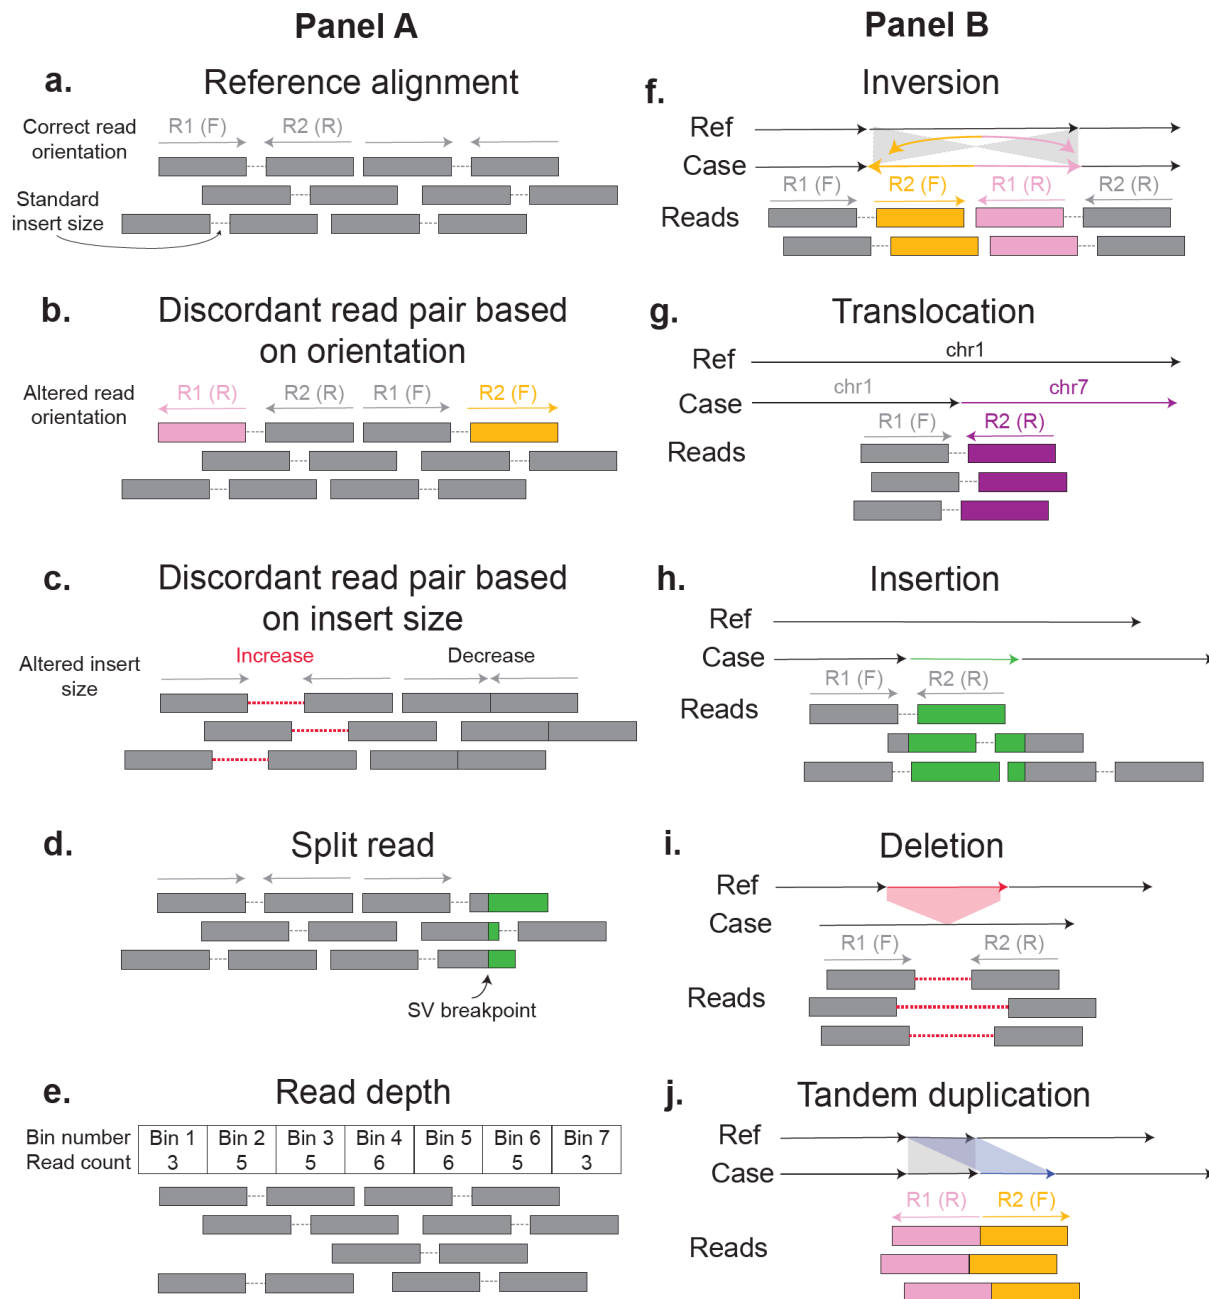 Panel A
a.
Reference alignment
Correct read
orientation
R1 (F)
R2 (R)
Standard
insert size
b.
Discordant read pair based
on orientation
Altered read
orientation
R1 (R)
R2 (R)
R1 (F)
R2 (F)
c.
Discordant read pair based
on insert size
Altered insert
size
Increase
Decrease
d.
Split read
SV breakpoint
e.
Read depth
Bin number Bin 1 Bin 2 Bin 3 Bin 4 Bin 5 Bin 6 Bin 7
Read count 3 5 5 6 6 5 3
Panel B
f.
Inversion
Ref
Case
R1 (F)
R2 (F)
R1 (R)
R2 (R)
Reads
g.
Translocation
Ref
chr1
Case
chr1
chr7
R1 (F)
R2 (R)
Reads
h.
Insertion
Ref
Case
R1 (F)
R2 (R)
Reads
i.
Deletion
Ref
Case
R1 (F)
R2 (R)
Reads
j.
Tandem duplication
Ref
Case
R1 (R)
R2 (F)
Reads